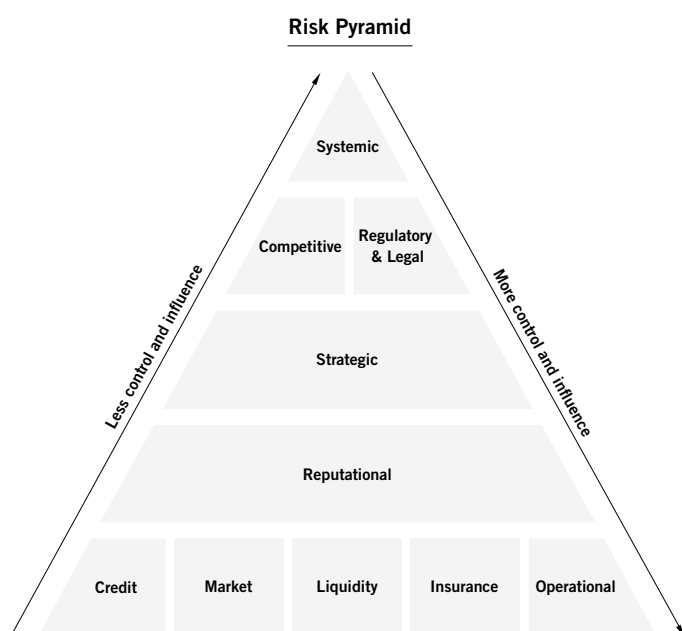 Risk Pyramid
Systemic
Competitive
Regulatory
& Legal
Less control and influence
More control and influence
Strategic
Reputational
Credit
Market
Liquidity
Insurance
Operational